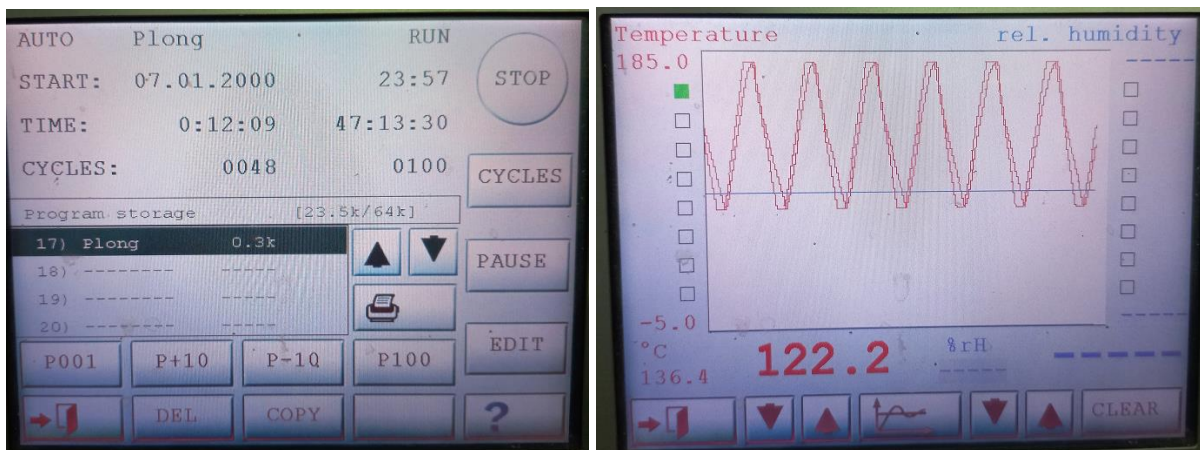 AUTO Plong RUN
START: 07.01.2000 23:57
STOP
TIME: 0:12:09 47:13:30
CYCLES: 0048 0100
CYCLES
Program storage [23.5k/64k]
17) Plong 0.3k
18) -------- -----
19) -------- -----
20) -------- -----
PAUSE
EDIT
P001 P+10 P-10 P100
DEL COPY ?
Temperature rel. humidity
185.0 -----
-5.0 -----
°C 122.2 %rH -----
136.4 -----
CLEAR